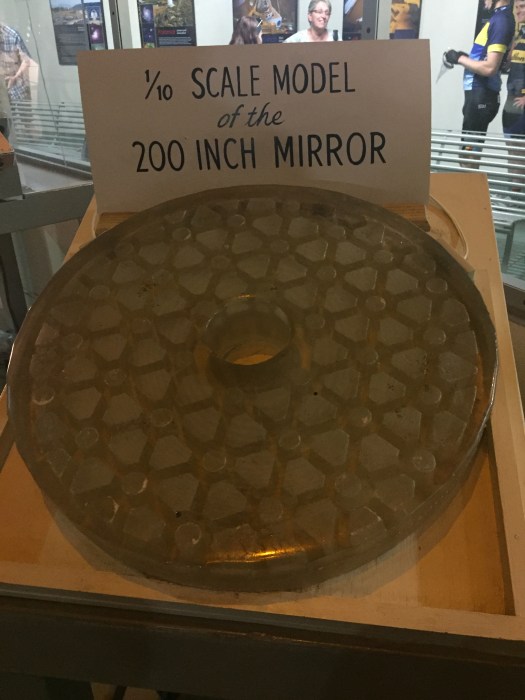 1/10 SCALE MODEL
of the
200 INCH MIRROR